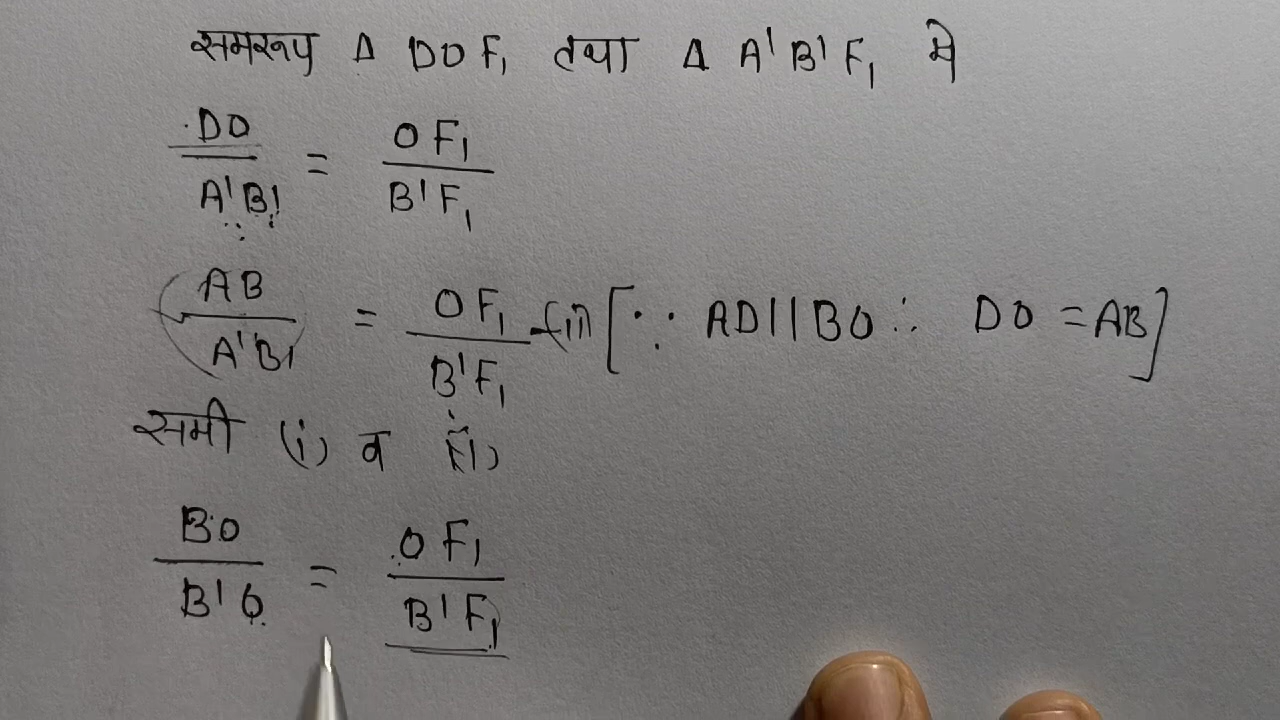 समरूप Δ DOF₁ तथा Δ A'B'F₁ मे
DO/A'B' = OF₁/B'F₁
AB/A'B' = OF₁/B'F₁ -(ii) [∵ AD||BO ∴ DO = AB]
समी (i) व (ii)
BO/B'O = OF₁/B'F₁